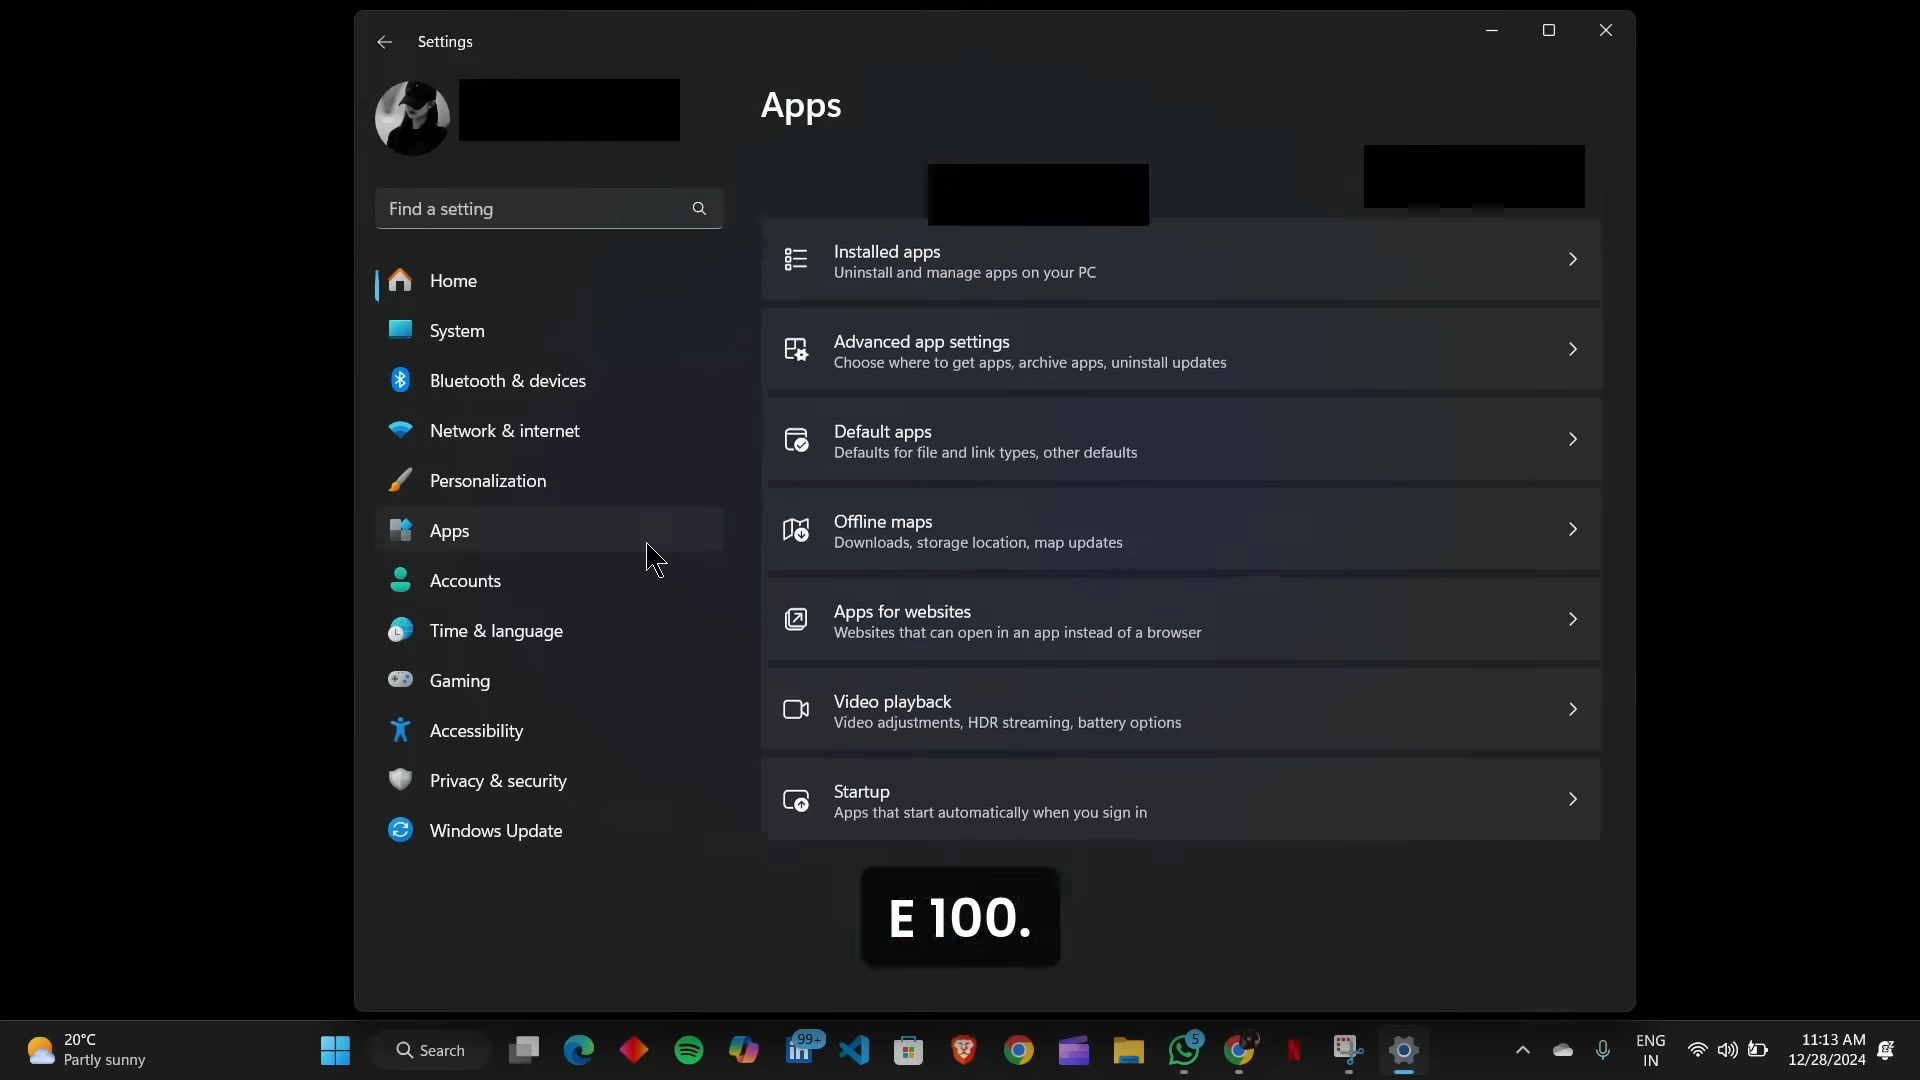 Settings
Apps
Find a setting
Home
System
Bluetooth & devices
Network & internet
Personalization
Apps
Accounts
Time & language
Gaming
Accessibility
Privacy & security
Windows Update
Installed apps
Uninstall and manage apps on your PC
Advanced app settings
Choose where to get apps, archive apps, uninstall updates
Default apps
Defaults for file and link types, other defaults
Offline maps
Downloads, storage location, map updates
Apps for websites
Websites that can open in an app instead of a browser
Video playback
Video adjustments, HDR streaming, battery options
Startup
Apps that start automatically when you sign in
E 100.
20°C
Partly sunny
Search
99+
5
ENG
IN
11:13 AM
12/28/2024